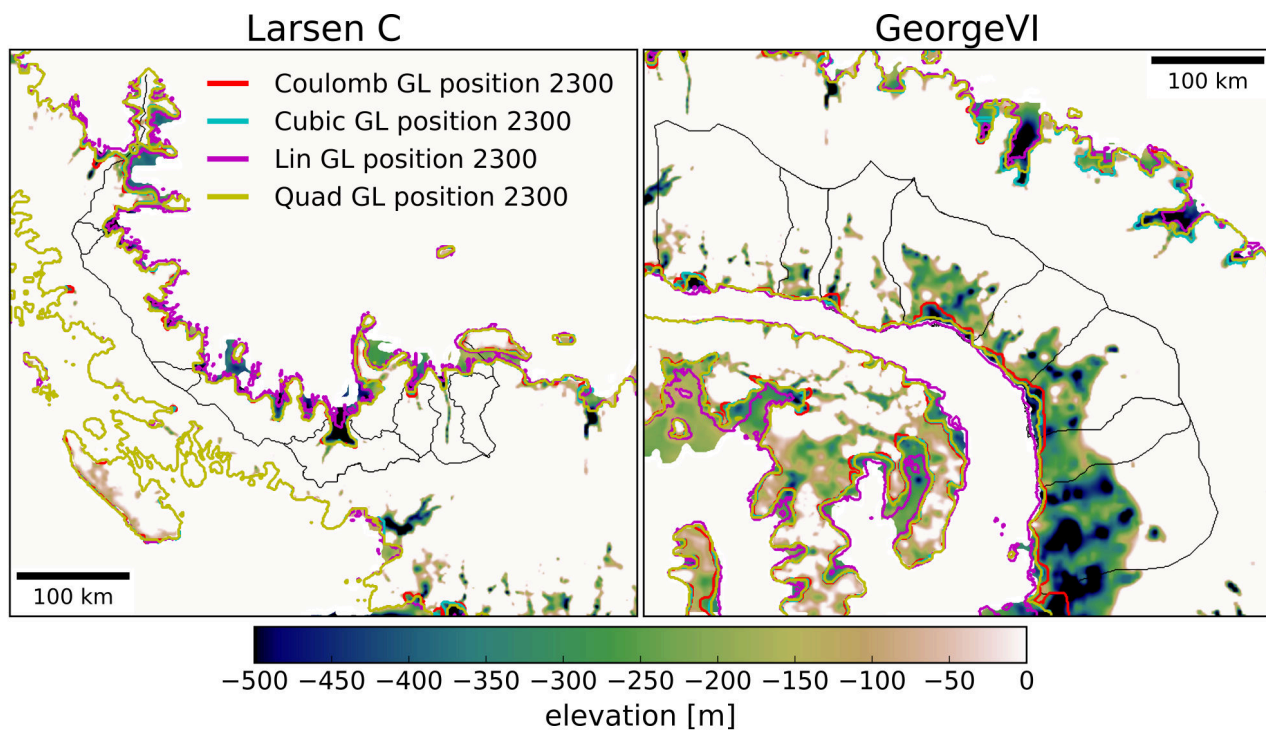 Larsen C
GeorgeVI
Coulomb GL position 2300
Cubic GL position 2300
Lin GL position 2300
Quad GL position 2300
100 km
100 km
−500 −450 −400 −350 −300 −250 −200 −150 −100 −50 0
elevation [m]